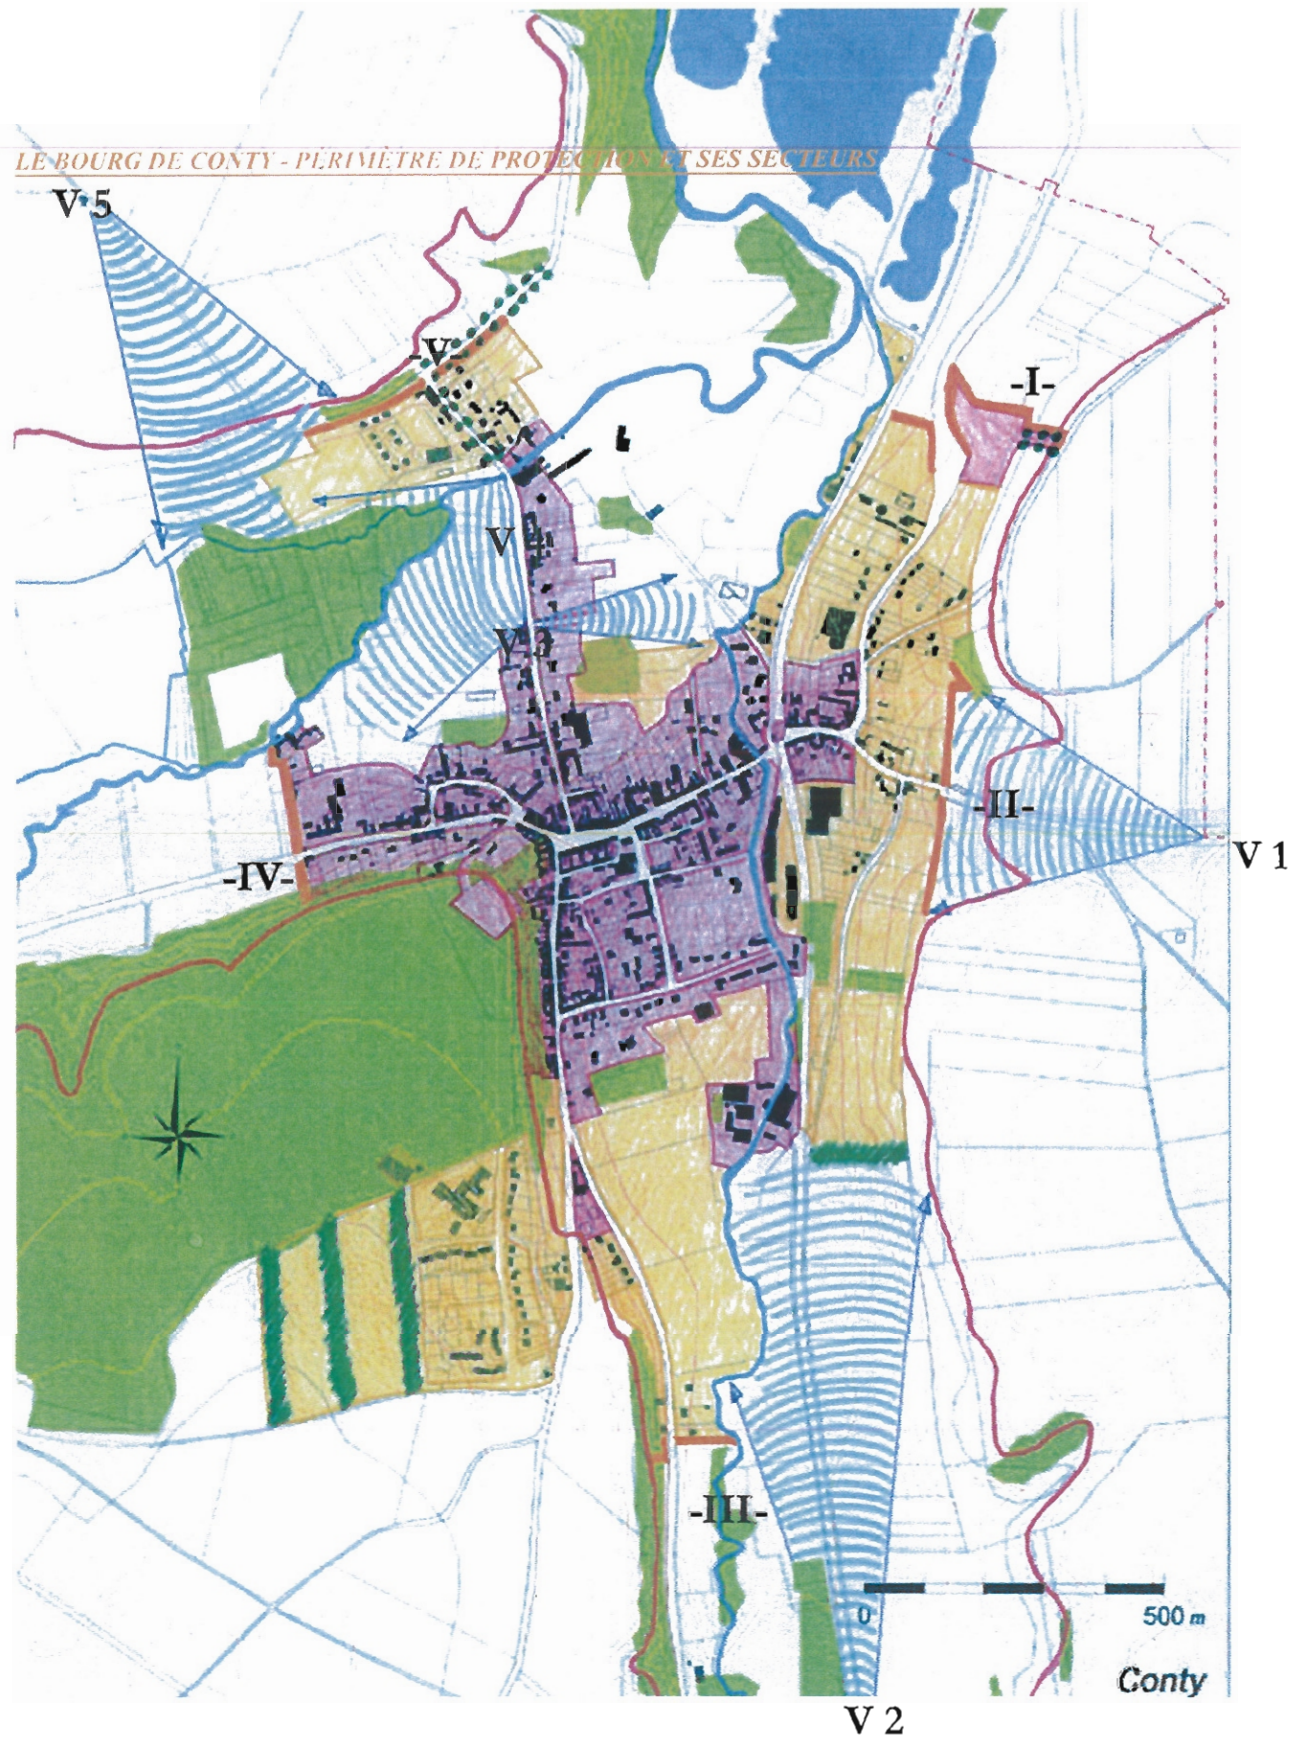 LE BOURG DE CONTY - PÉRIMÈTRE DE PROTECTION ET SES SECTEURS
V 5
-V-
-I-
V 4
V 3
-II-
V 1
-IV-
-III-
0 500 m
Conty
V 2